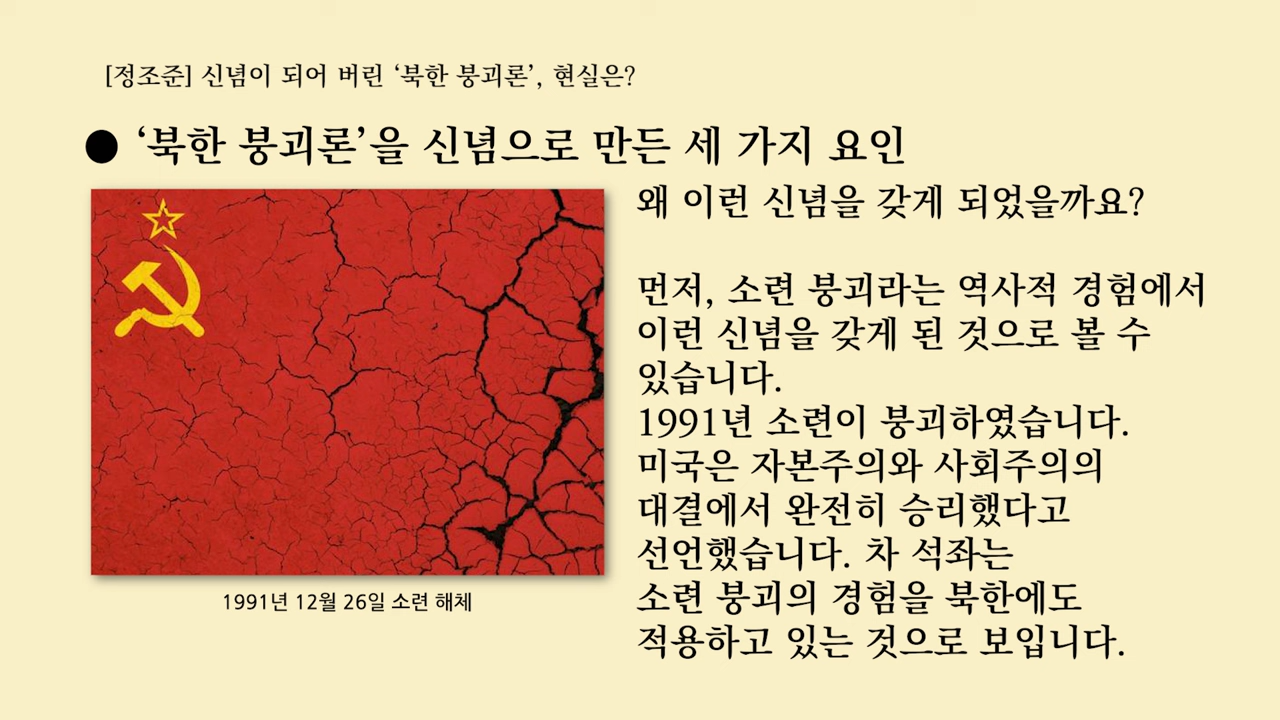 [정조준] 신념이 되어 버린 ‘북한 붕괴론’, 현실은?
● ‘북한 붕괴론’을 신념으로 만든 세 가지 요인
왜 이런 신념을 갖게 되었을까요?
먼저, 소련 붕괴라는 역사적 경험에서
이런 신념을 갖게 된 것으로 볼 수
있습니다.
1991년 소련이 붕괴하였습니다.
미국은 자본주의와 사회주의의
대결에서 완전히 승리했다고
선언했습니다. 차 석좌는
소련 붕괴의 경험을 북한에도
적용하고 있는 것으로 보입니다.
1991년 12월 26일 소련 해체